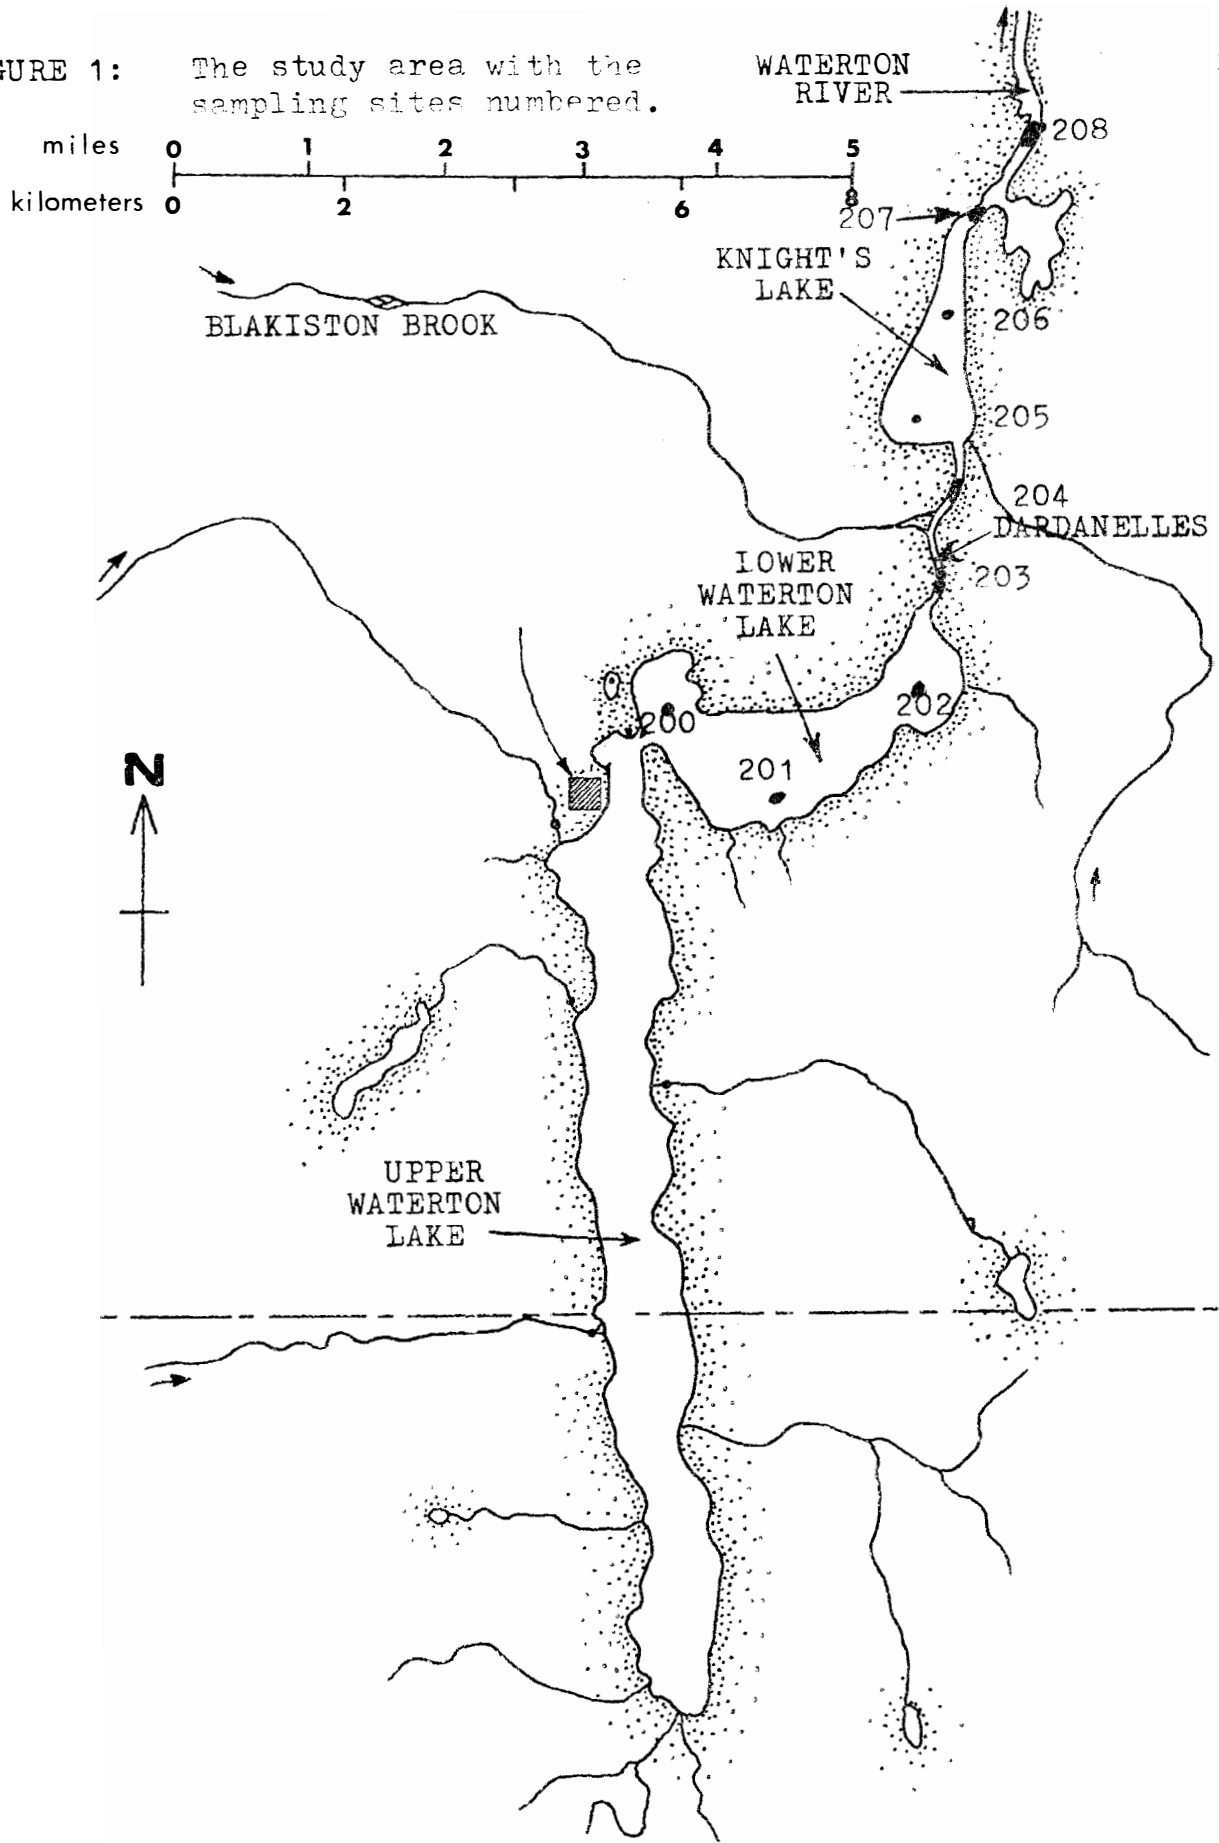 GURE 1: The study area with the
sampling sites numbered.
miles 0 1 2 3 4 5
kilometers 0 2 6 8
WATERTON
RIVER
208
207
KNIGHT'S
LAKE
206
BLAKISTON BROOK
205
204
DARDANELLES
LOWER
WATERTON
LAKE
203
200
202
201
N
UPPER
WATERTON
LAKE